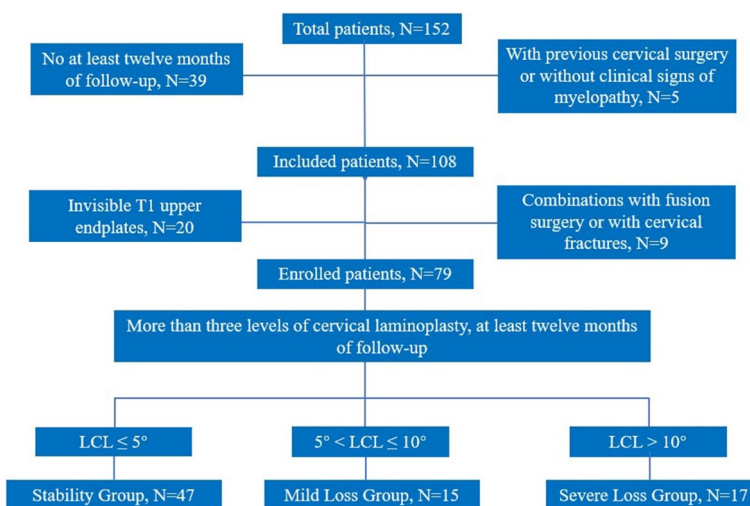 Total patients, N=152
No at least twelve months
of follow-up, N=39
With previous cervical surgery
or without clinical signs of
myelopathy, N=5
Included patients, N=108
Invisible T1 upper
endplates, N=20
Combinations with fusion
surgery or with cervical
fractures, N=9
Enrolled patients, N=79
More than three levels of cervical laminoplasty, at least twelve months
of follow-up
LCL ≤ 5°
5° < LCL ≤ 10°
LCL > 10°
Stability Group, N=47
Mild Loss Group, N=15
Severe Loss Group, N=17